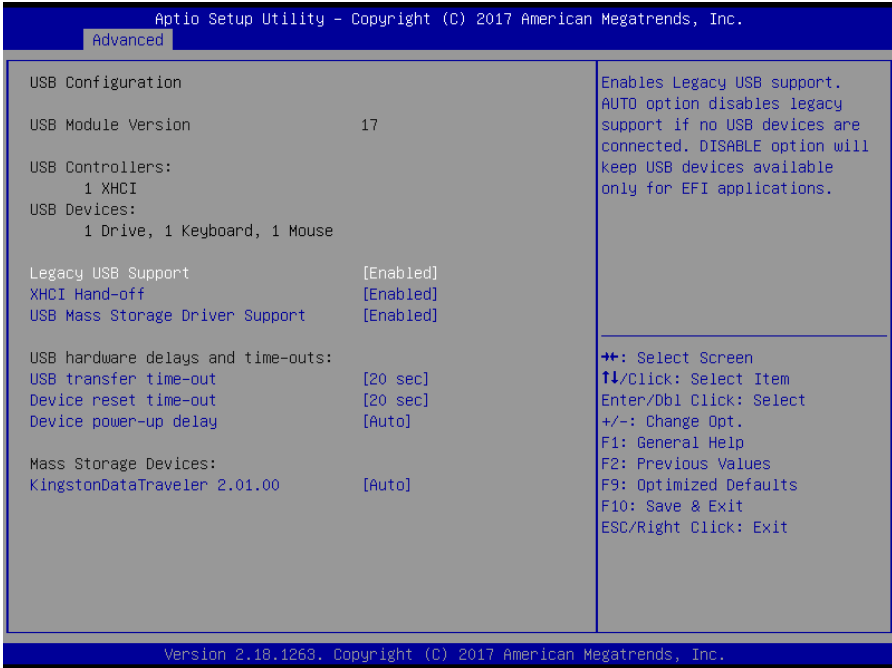 Aptio Setup Utility – Copyright (C) 2017 American Megatrends, Inc.
Advanced
USB Configuration
USB Module Version 17
USB Controllers:
1 XHCI
USB Devices:
1 Drive, 1 Keyboard, 1 Mouse
Legacy USB Support [Enabled]
XHCI Hand-off [Enabled]
USB Mass Storage Driver Support [Enabled]
USB hardware delays and time-outs:
USB transfer time-out [20 sec]
Device reset time-out [20 sec]
Device power-up delay [Auto]
Mass Storage Devices:
KingstonDataTraveler 2.01.00 [Auto]
Enables Legacy USB support.
AUTO option disables legacy
support if no USB devices are
connected. DISABLE option will
keep USB devices available
only for EFI applications.
→←: Select Screen
↑↓/Click: Select Item
Enter/Dbl Click: Select
+/-: Change Opt.
F1: General Help
F2: Previous Values
F9: Optimized Defaults
F10: Save & Exit
ESC/Right Click: Exit
Version 2.18.1263. Copyright (C) 2017 American Megatrends, Inc.